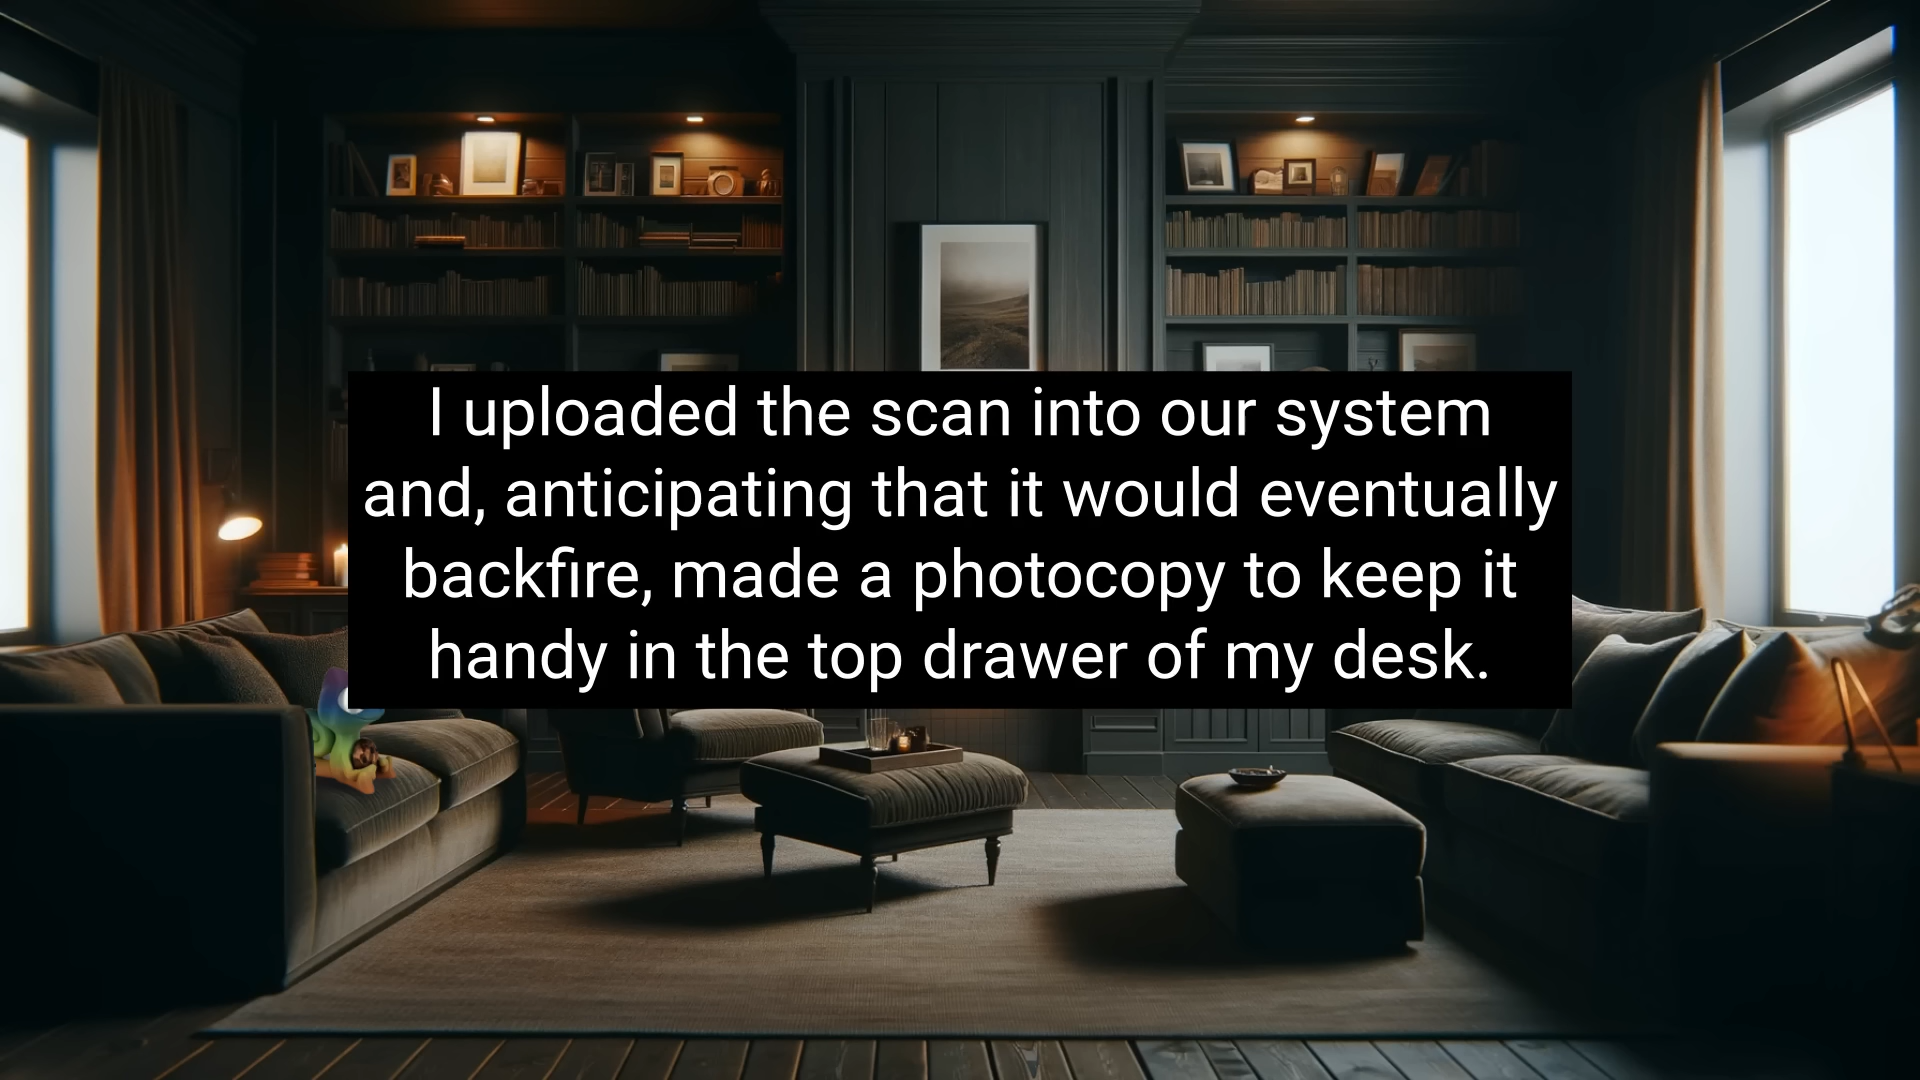 I uploaded the scan into our system
and, anticipating that it would eventually
backfire, made a photocopy to keep it
handy in the top drawer of my desk.